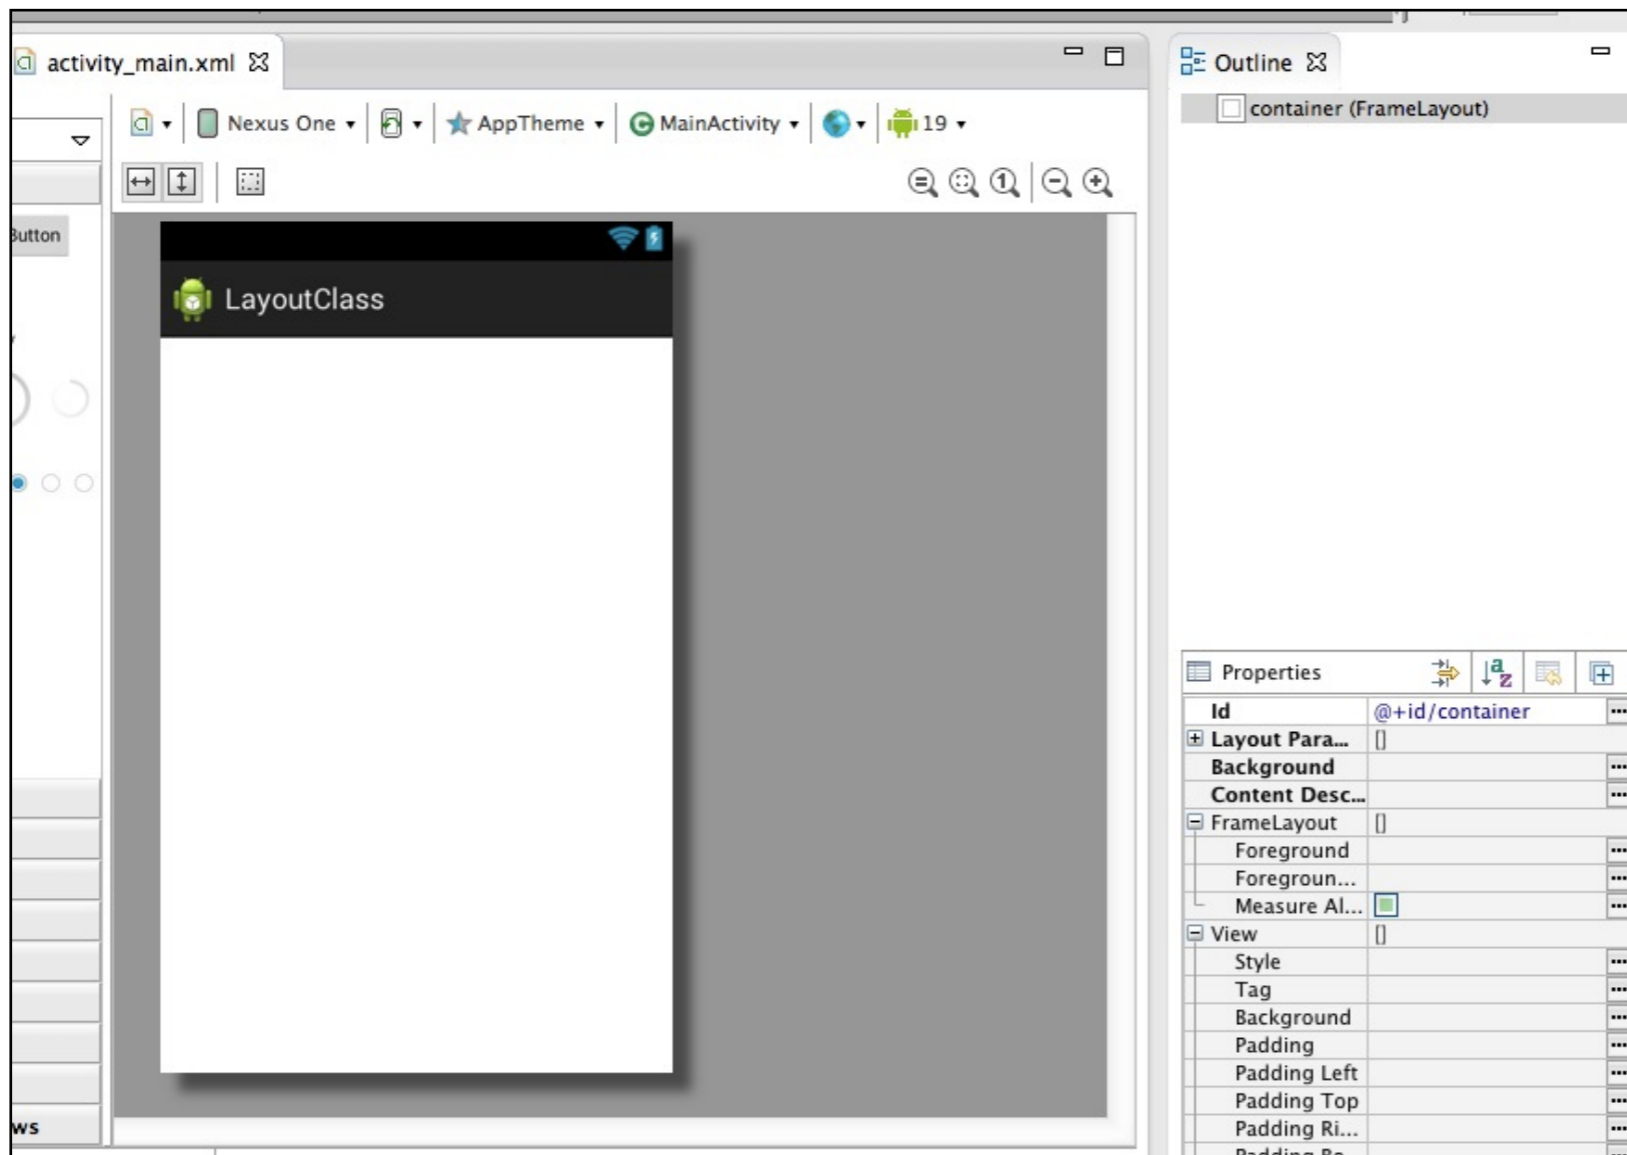 activity_main.xml
Outline
container (FrameLayout)
Nexus One
AppTheme
MainActivity
19
Button
LayoutClass
Properties
Id @+id/container
Layout Para... []
Background
Content Desc...
FrameLayout []
Foreground
Foregroun...
Measure Al...
View []
Style
Tag
Background
Padding
Padding Left
Padding Top
Padding Ri...
ws